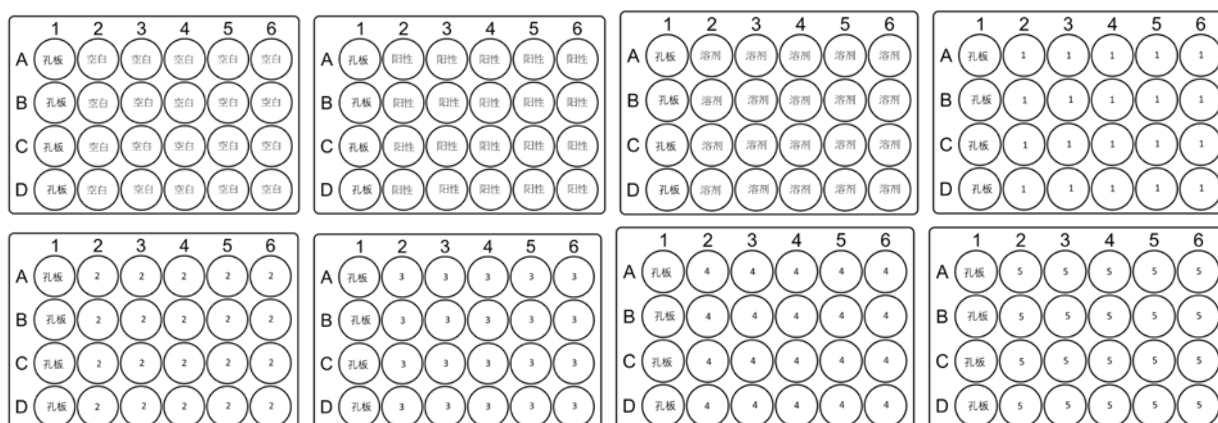 1 2 3 4 5 6
A 孔板 空白 空白 空白 空白 空白
B 孔板 空白 空白 空白 空白 空白
C 孔板 空白 空白 空白 空白 空白
D 孔板 空白 空白 空白 空白 空白
1 2 3 4 5 6
A 孔板 阳性 阳性 阳性 阳性 阳性
B 孔板 阳性 阳性 阳性 阳性 阳性
C 孔板 阳性 阳性 阳性 阳性 阳性
D 孔板 阳性 阳性 阳性 阳性 阳性
1 2 3 4 5 6
A 孔板 溶剂 溶剂 溶剂 溶剂 溶剂
B 孔板 溶剂 溶剂 溶剂 溶剂 溶剂
C 孔板 溶剂 溶剂 溶剂 溶剂 溶剂
D 孔板 溶剂 溶剂 溶剂 溶剂 溶剂
1 2 3 4 5 6
A 孔板 1 1 1 1 1
B 孔板 1 1 1 1 1
C 孔板 1 1 1 1 1
D 孔板 1 1 1 1 1
1 2 3 4 5 6
A 孔板 2 2 2 2 2
B 孔板 2 2 2 2 2
C 孔板 2 2 2 2 2
D 孔板 2 2 2 2 2
1 2 3 4 5 6
A 孔板 3 3 3 3 3
B 孔板 3 3 3 3 3
C 孔板 3 3 3 3 3
D 孔板 3 3 3 3 3
1 2 3 4 5 6
A 孔板 4 4 4 4 4
B 孔板 4 4 4 4 4
C 孔板 4 4 4 4 4
D 孔板 4 4 4 4 4
1 2 3 4 5 6
A 孔板 5 5 5 5 5
B 孔板 5 5 5 5 5
C 孔板 5 5 5 5 5
D 孔板 5 5 5 5 5